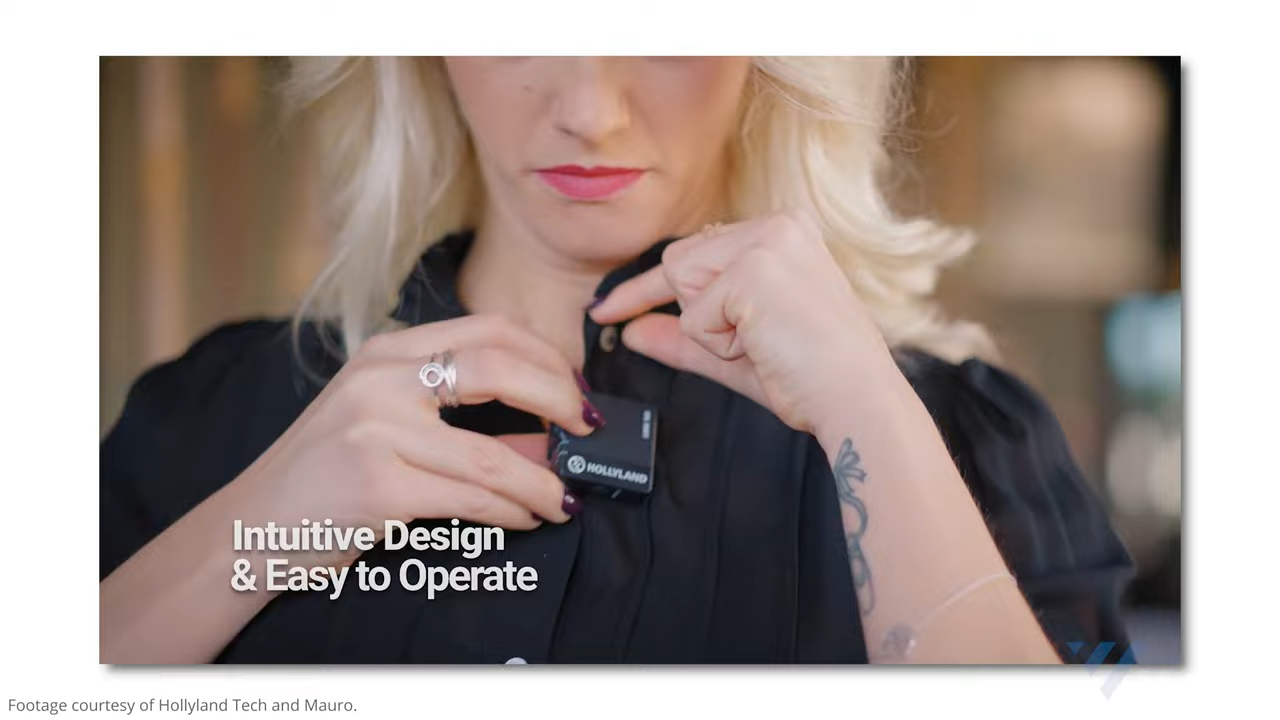 HOLLYLAND
Intuitive Design
& Easy to Operate
Footage courtesy of Hollyland Tech and Mauro.